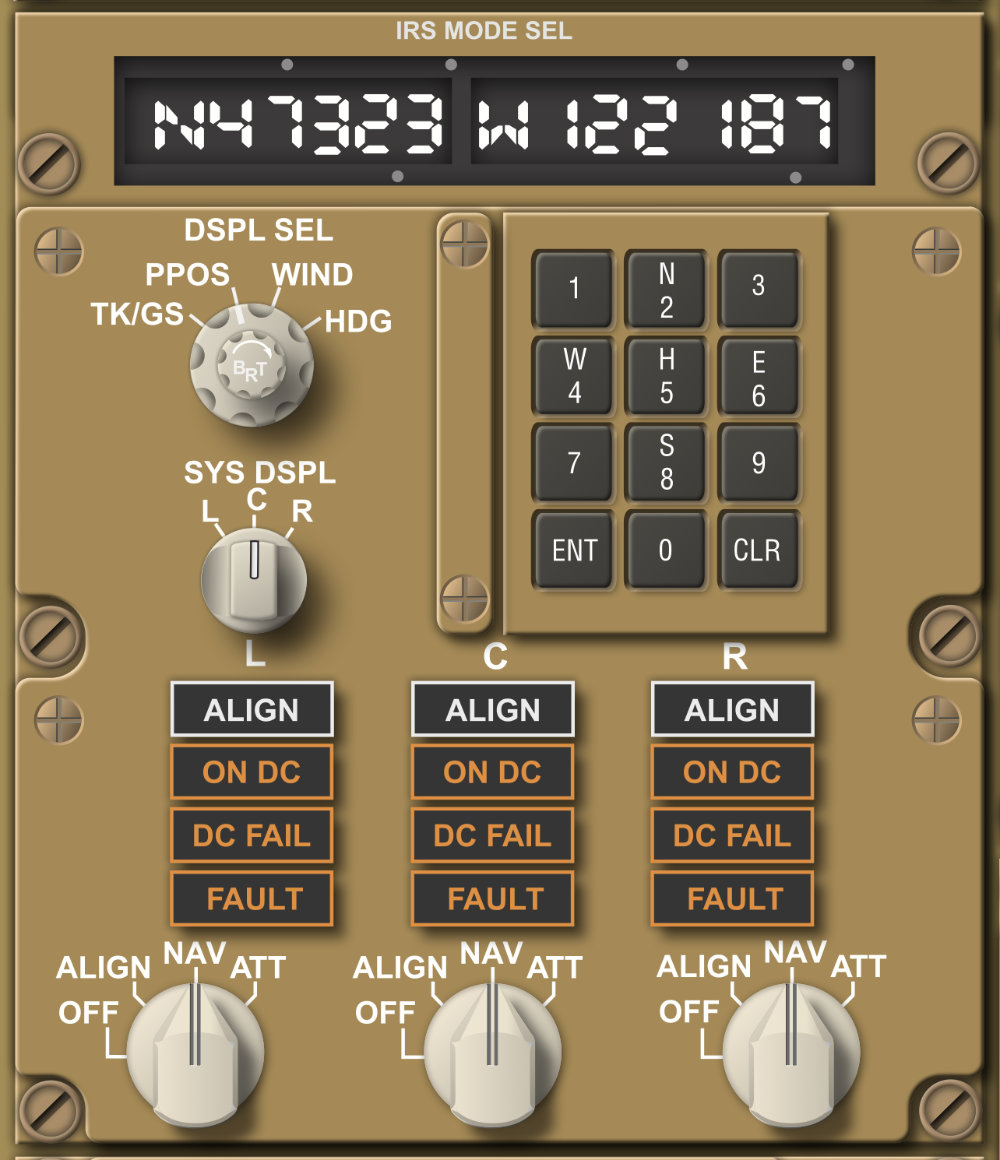 IRS MODE SEL
N47323 W 122 187
DSPL SEL
PPOS WIND
TK/GS HDG
BRT
SYS DSPL
L C R
1 N 2 3
W 4 H 5 E 6
7 S 8 9
ENT 0 CLR
L C R
ALIGN ALIGN ALIGN
ON DC ON DC ON DC
DC FAIL DC FAIL DC FAIL
FAULT FAULT FAULT
ALIGN NAV ATT ALIGN NAV ATT ALIGN NAV ATT
OFF OFF OFF